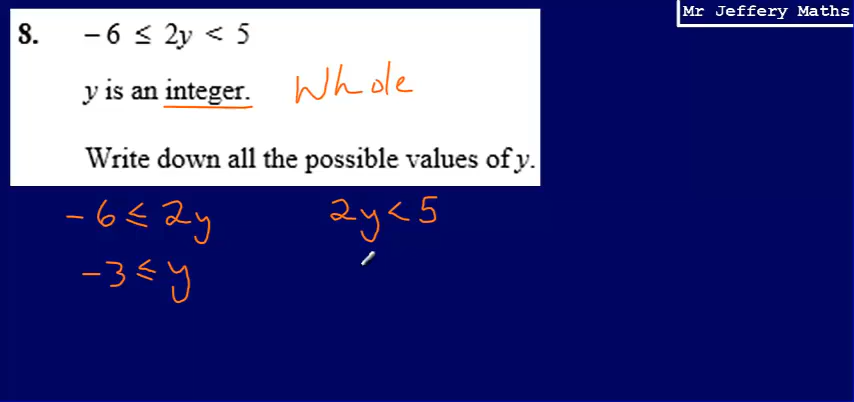 Mr Jeffery Maths
8. −6 ≤ 2y < 5
y is an integer. Whole
Write down all the possible values of y.
−6 ≤ 2y 2y < 5
−3 ≤ y